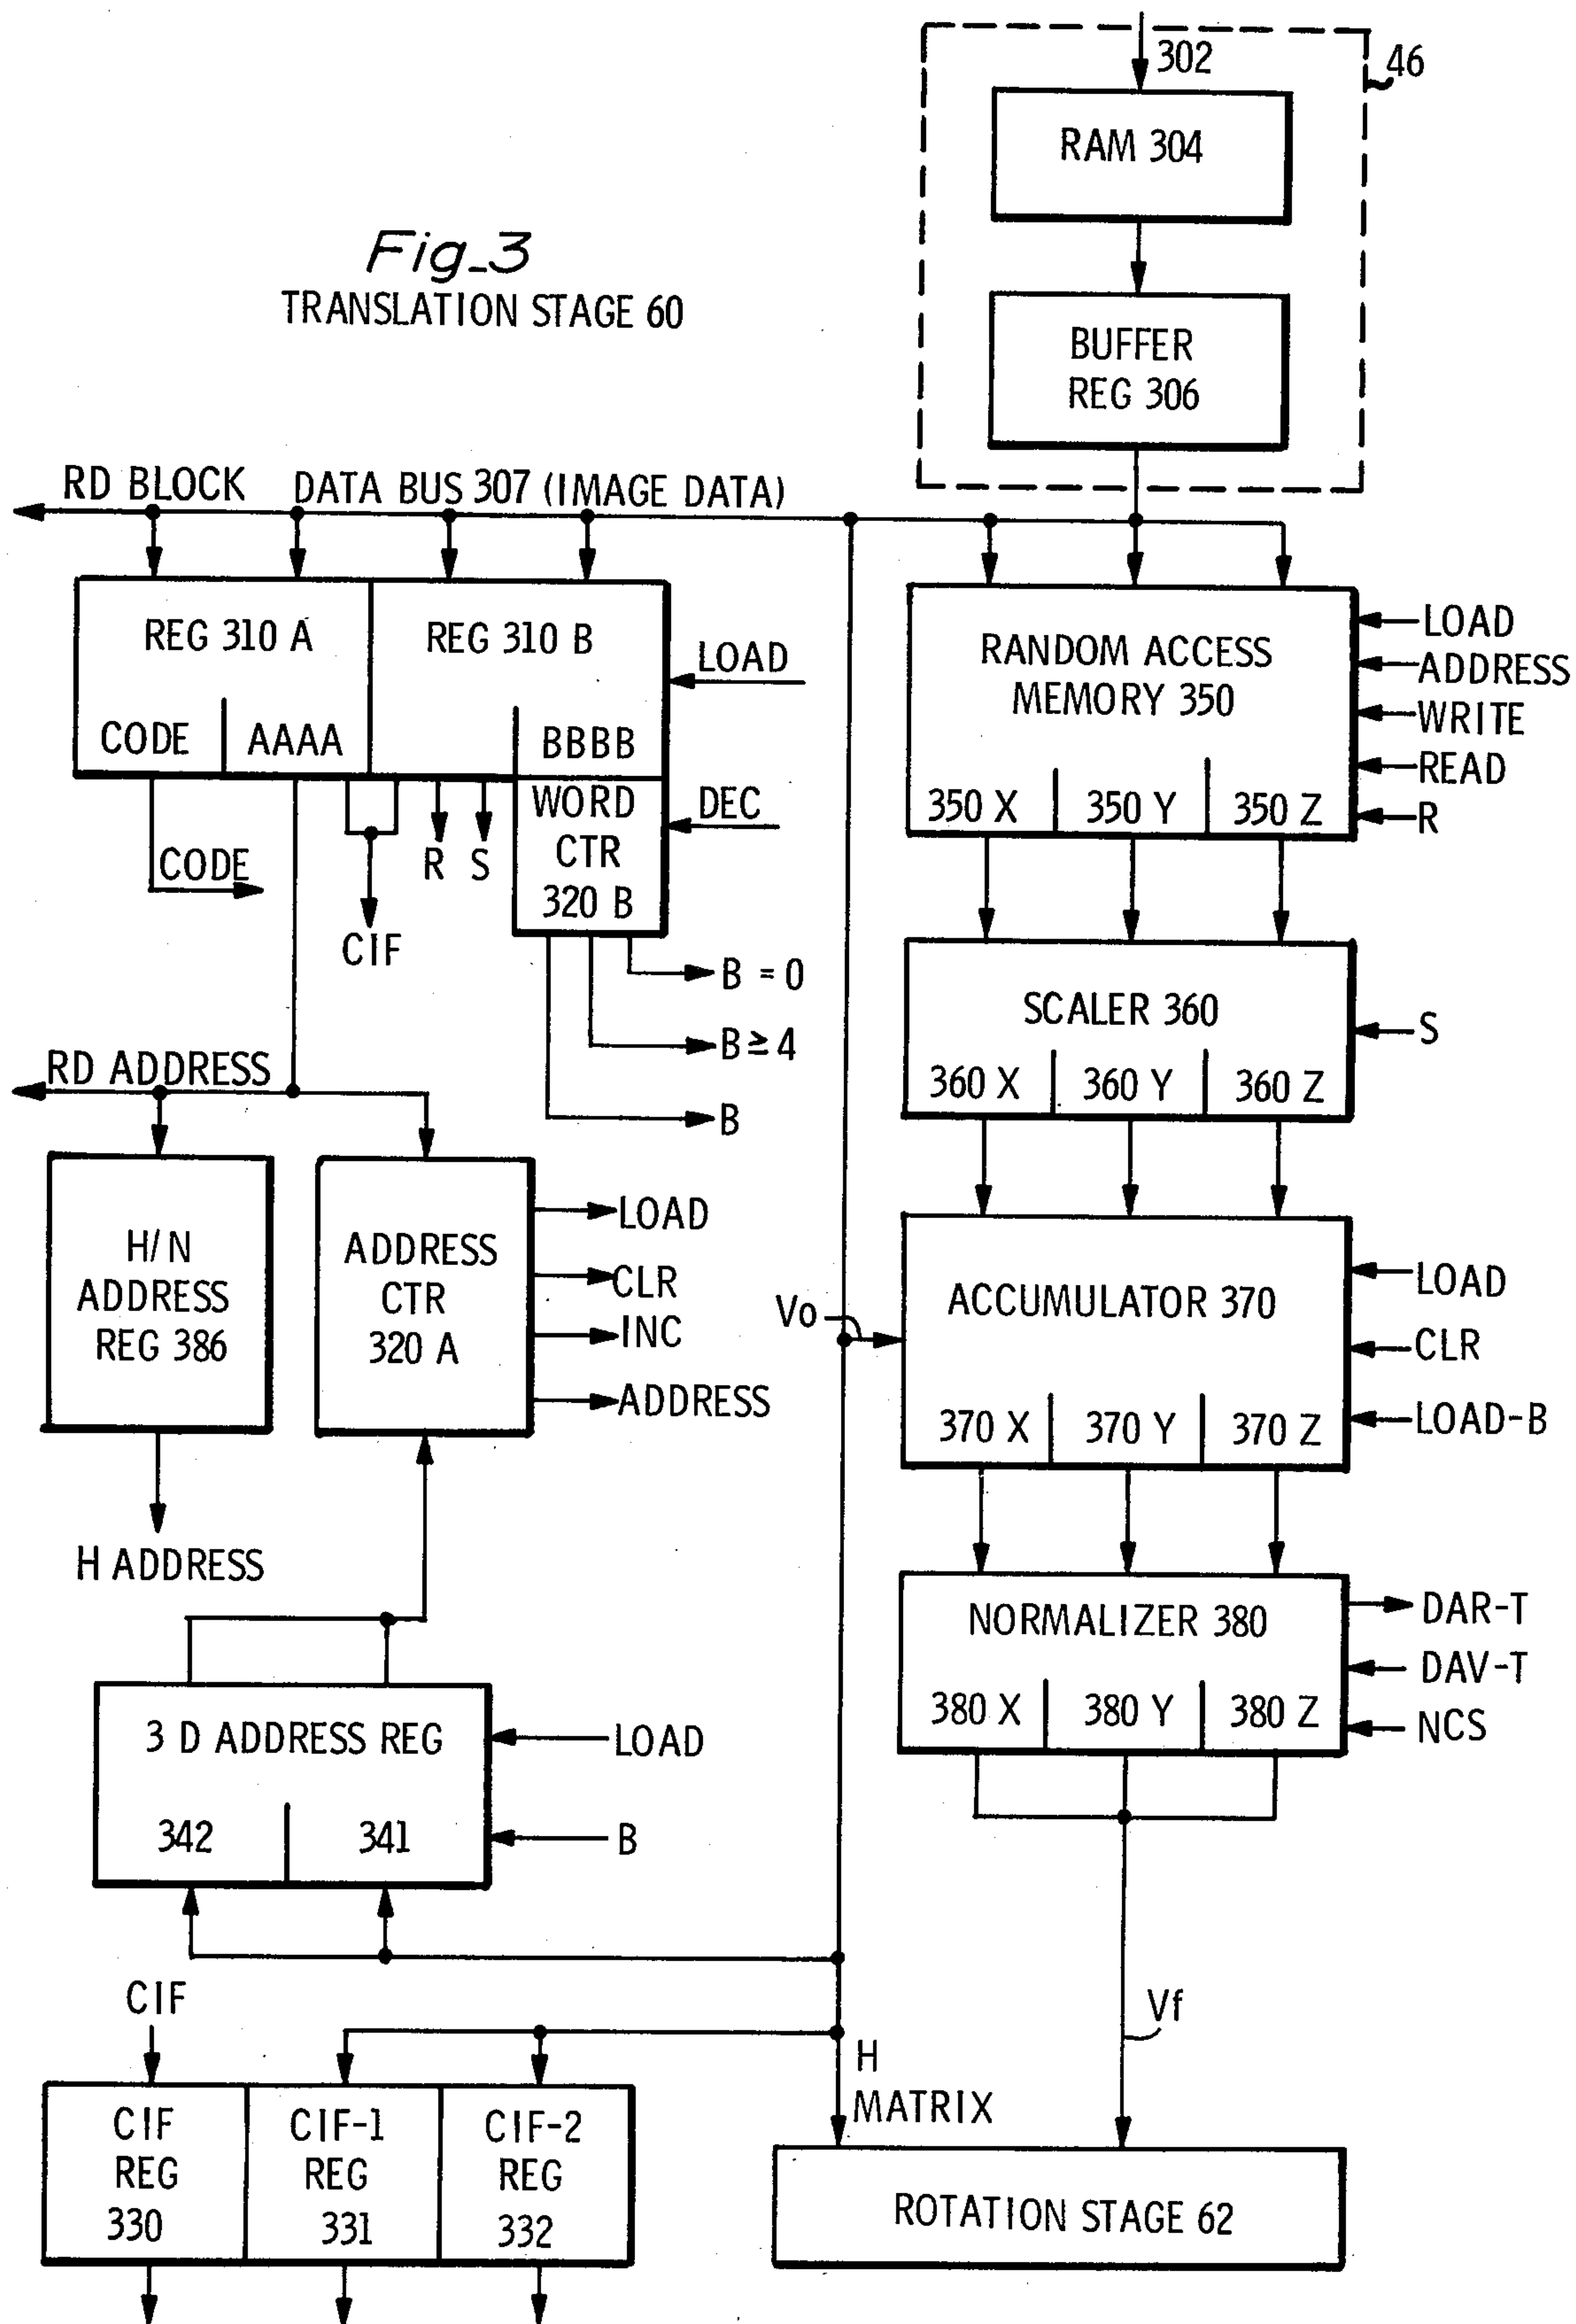 302
46
RAM 304
Fig_3
TRANSLATION STAGE 60
BUFFER
REG 306
RD BLOCK
DATA BUS 307 (IMAGE DATA)
REG 310 A
REG 310 B
CODE
AAAA
BBBB
LOAD
WORD
CTR
320 B
DEC
CODE
CIF
R
S
B = 0
B ≥ 4
B
RANDOM ACCESS
MEMORY 350
350 X
350 Y
350 Z
LOAD
ADDRESS
WRITE
READ
R
SCALER 360
360 X
360 Y
360 Z
S
RD ADDRESS
H/N
ADDRESS
REG 386
H ADDRESS
ADDRESS
CTR
320 A
LOAD
CLR
INC
ADDRESS
Vo
ACCUMULATOR 370
370 X
370 Y
370 Z
LOAD
CLR
LOAD-B
NORMALIZER 380
380 X
380 Y
380 Z
DAR-T
DAV-T
NCS
3 D ADDRESS REG
342
341
LOAD
B
CIF
CIF
REG
330
CIF-1
REG
331
CIF-2
REG
332
H
MATRIX
Vf
ROTATION STAGE 62